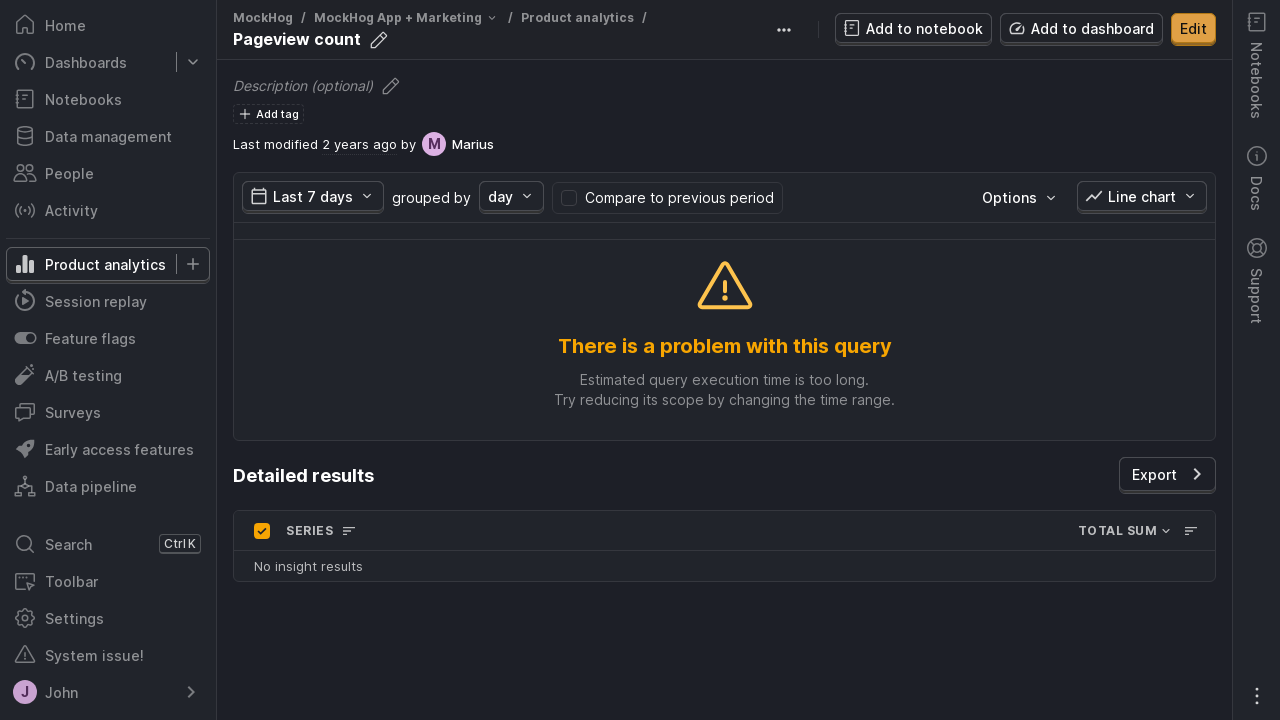 Home
Dashboards
Notebooks
Data management
People
Activity
Product analytics
Session replay
Feature flags
A/B testing
Surveys
Early access features
Data pipeline
Search Ctrl K
Toolbar
Settings
System issue!
J John
MockHog / MockHog App + Marketing / Product analytics /
Pageview count
Add to notebook
Add to dashboard
Edit
Description (optional)
Add tag
Last modified 2 years ago by M Marius
Last 7 days grouped by day Compare to previous period Options Line chart
There is a problem with this query
Estimated query execution time is too long.
Try reducing its scope by changing the time range.
Detailed results
Export
SERIES TOTAL SUM
No insight results
Notebooks
Docs
Support